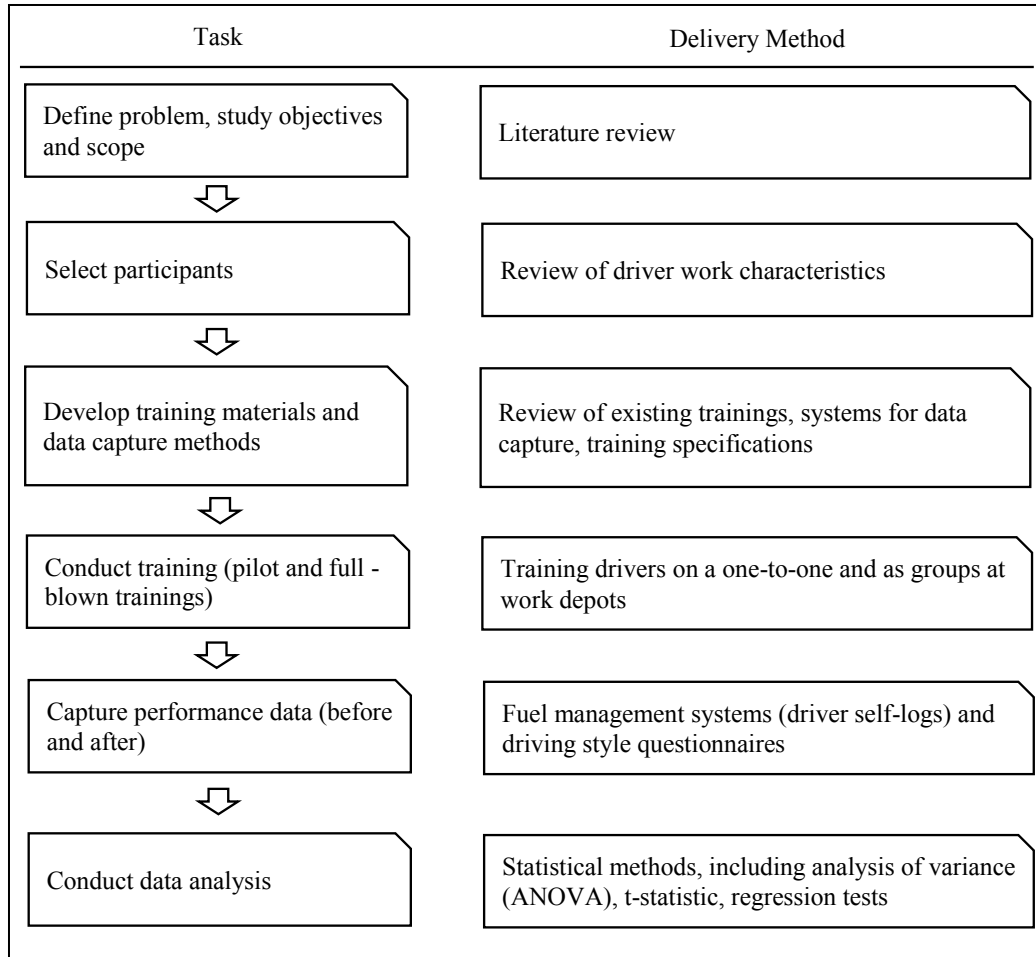 Task
Delivery Method
Define problem, study objectives
and scope
Literature review
Select participants
Review of driver work characteristics
Develop training materials and
data capture methods
Review of existing trainings, systems for data
capture, training specifications
Conduct training (pilot and full -
blown trainings)
Training drivers on a one-to-one and as groups at
work depots
Capture performance data (before
and after)
Fuel management systems (driver self-logs) and
driving style questionnaires
Conduct data analysis
Statistical methods, including analysis of variance
(ANOVA), t-statistic, regression tests